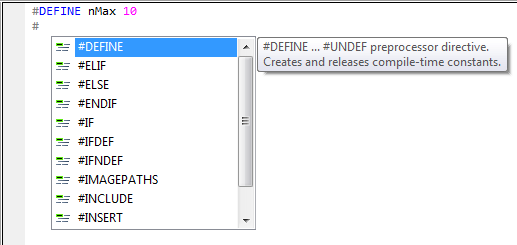 #DEFINE nMax 10
#
#DEFINE
#ELIF
#ELSE
#ENDIF
#IF
#IFDEF
#IFNDEF
#IMAGEPATHS
#INCLUDE
#INSERT
#DEFINE ... #UNDEF preprocessor directive.
Creates and releases compile-time constants.